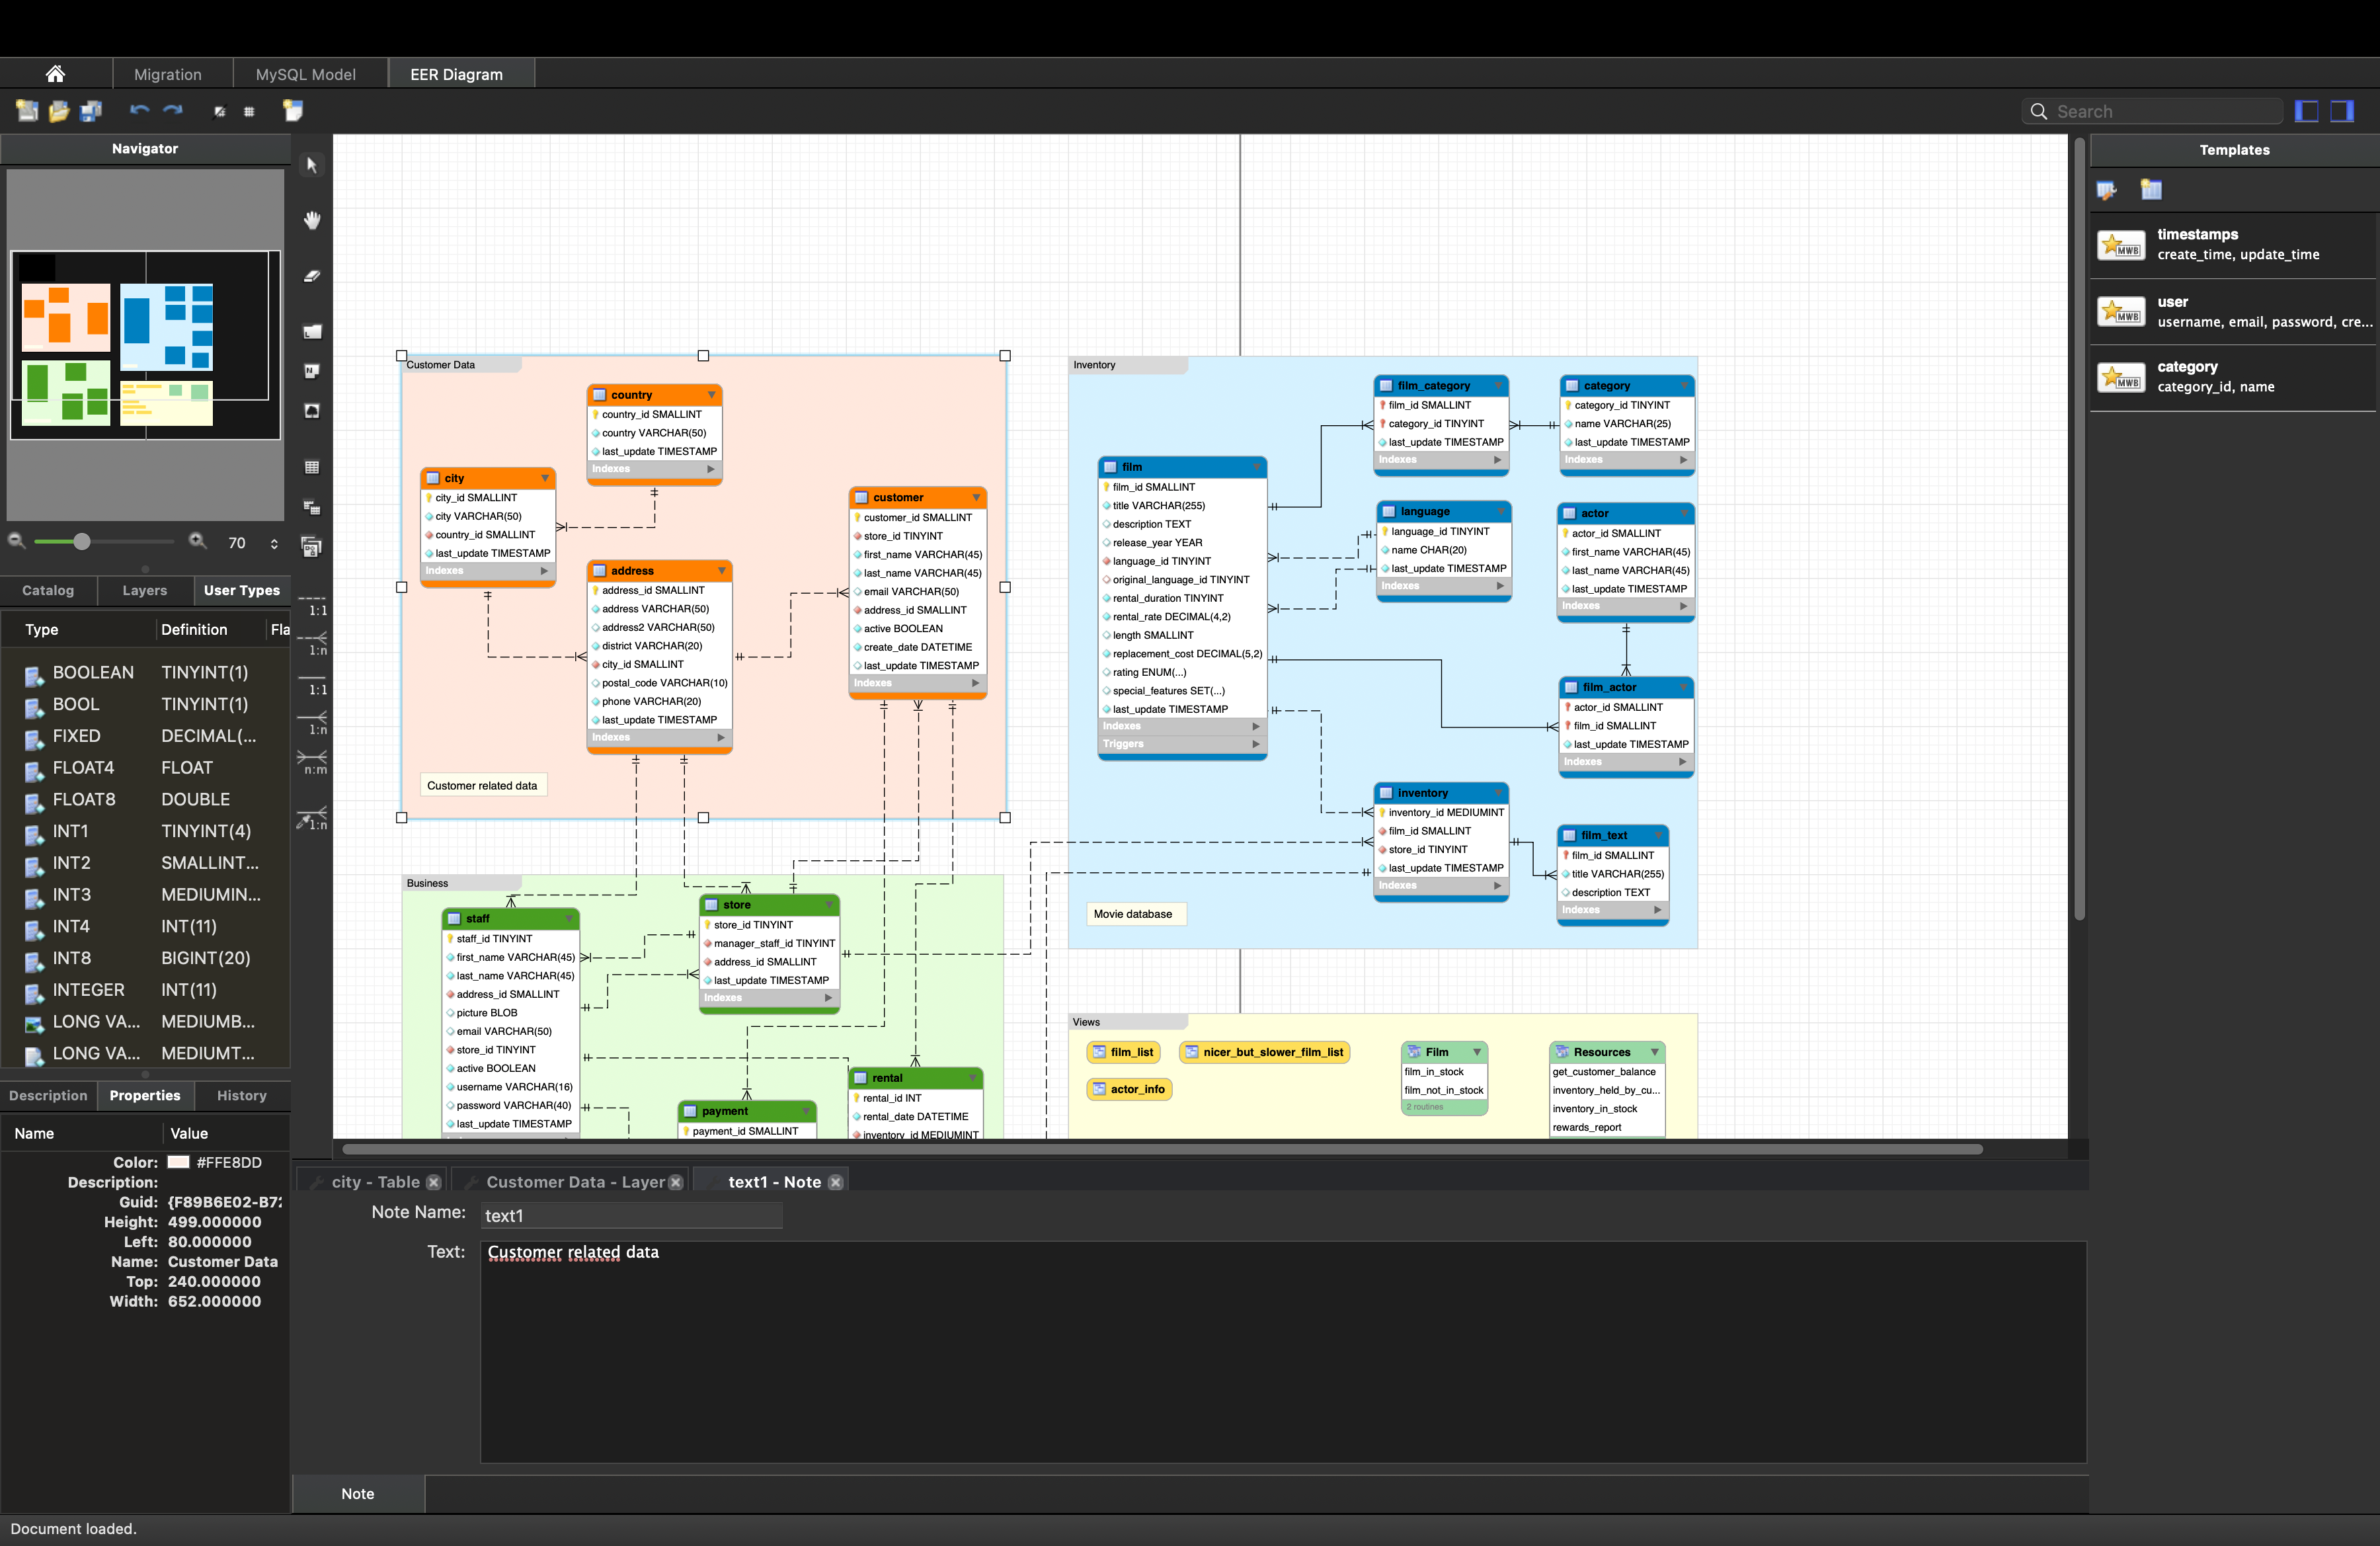 Migration
MySQL Model
EER Diagram
Search
Navigator
70
Catalog
Layers
User Types
Type Definition Fla
BOOLEAN TINYINT(1)
BOOL TINYINT(1)
FIXED DECIMAL(...
FLOAT4 FLOAT
FLOAT8 DOUBLE
INT1 TINYINT(4)
INT2 SMALLINT...
INT3 MEDIUMIN...
INT4 INT(11)
INT8 BIGINT(20)
INTEGER INT(11)
LONG VA... MEDIUMB...
LONG VA... MEDIUMT...
Description
Properties
History
Name Value
Color: #FFE8DD
Description:
Guid: {F89B6E02-B72
Height: 499.000000
Left: 80.000000
Name: Customer Data
Top: 240.000000
Width: 652.000000
1:1
1:n
1:1
1:n
n:m
1:n
Customer Data
country
country_id SMALLINT
country VARCHAR(50)
last_update TIMESTAMP
Indexes
city
city_id SMALLINT
city VARCHAR(50)
country_id SMALLINT
last_update TIMESTAMP
Indexes
address
address_id SMALLINT
address VARCHAR(50)
address2 VARCHAR(50)
district VARCHAR(20)
city_id SMALLINT
postal_code VARCHAR(10)
phone VARCHAR(20)
last_update TIMESTAMP
Indexes
customer
customer_id SMALLINT
store_id TINYINT
first_name VARCHAR(45)
last_name VARCHAR(45)
email VARCHAR(50)
address_id SMALLINT
active BOOLEAN
create_date DATETIME
last_update TIMESTAMP
Indexes
Customer related data
Inventory
film
film_id SMALLINT
title VARCHAR(255)
description TEXT
release_year YEAR
language_id TINYINT
original_language_id TINYINT
rental_duration TINYINT
rental_rate DECIMAL(4,2)
length SMALLINT
replacement_cost DECIMAL(5,2)
rating ENUM(...)
special_features SET(...)
last_update TIMESTAMP
Indexes
Triggers
film_category
film_id SMALLINT
category_id TINYINT
last_update TIMESTAMP
Indexes
category
category_id TINYINT
name VARCHAR(25)
last_update TIMESTAMP
Indexes
language
language_id TINYINT
name CHAR(20)
last_update TIMESTAMP
Indexes
actor
actor_id SMALLINT
first_name VARCHAR(45)
last_name VARCHAR(45)
last_update TIMESTAMP
Indexes
film_actor
actor_id SMALLINT
film_id SMALLINT
last_update TIMESTAMP
Indexes
inventory
inventory_id MEDIUMINT
film_id SMALLINT
store_id TINYINT
last_update TIMESTAMP
Indexes
film_text
film_id SMALLINT
title VARCHAR(255)
description TEXT
Indexes
Movie database
Business
staff
staff_id TINYINT
first_name VARCHAR(45)
last_name VARCHAR(45)
address_id SMALLINT
picture BLOB
email VARCHAR(50)
store_id TINYINT
active BOOLEAN
username VARCHAR(16)
password VARCHAR(40)
last_update TIMESTAMP
store
store_id TINYINT
manager_staff_id TINYINT
address_id SMALLINT
last_update TIMESTAMP
Indexes
payment
payment_id SMALLINT
rental
rental_id INT
rental_date DATETIME
inventory_id MEDIUMINT
Views
film_list
nicer_but_slower_film_list
actor_info
Film
film_in_stock
film_not_in_stock
2 routines
Resources
get_customer_balance
inventory_held_by_cu...
inventory_in_stock
rewards_report
Templates
MWB
timestamps
create_time, update_time
MWB
user
username, email, password, cre...
MWB
category
category_id, name
city - Table
Customer Data - Layer
text1 - Note
Note Name: text1
Text: Customer related data
Note
Document loaded.